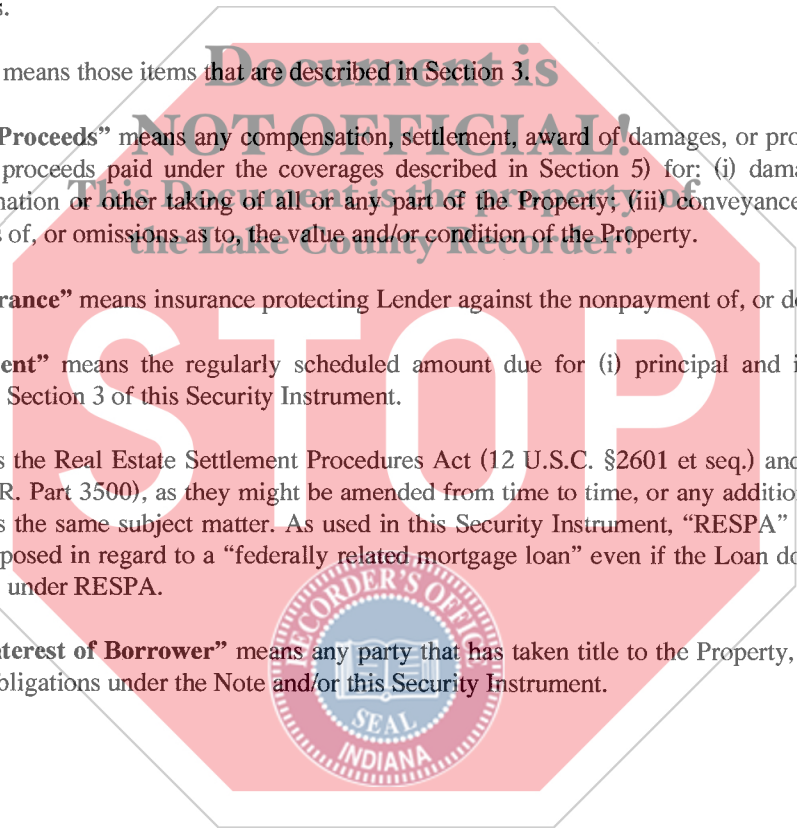 s.
Document is
means those items that are described in Section 3.
NOT OFFICIAL!
Proceeds” means any compensation, settlement, award of damages, or pro
proceeds paid under the coverages described in Section 5) for: (i) dama
This Document is the property of
nation or other taking of all or any part of the Property; (iii) conveyance
the Lake County Recorder!
s of, or omissions as to, the value and/or condition of the Property.
rance” means insurance protecting Lender against the nonpayment of, or de
STOP
ent” means the regularly scheduled amount due for (i) principal and i
Section 3 of this Security Instrument.
s the Real Estate Settlement Procedures Act (12 U.S.C. §2601 et seq.) and
R. Part 3500), as they might be amended from time to time, or any addition
s the same subject matter. As used in this Security Instrument, “RESPA”
posed in regard to a “federally related mortgage loan” even if the Loan do
under RESPA.
RECORDER'S OFFICE
nterest of Borrower” means any party that has taken title to the Property,
bligations under the Note and/or this Security Instrument.
SEAL
INDIANA